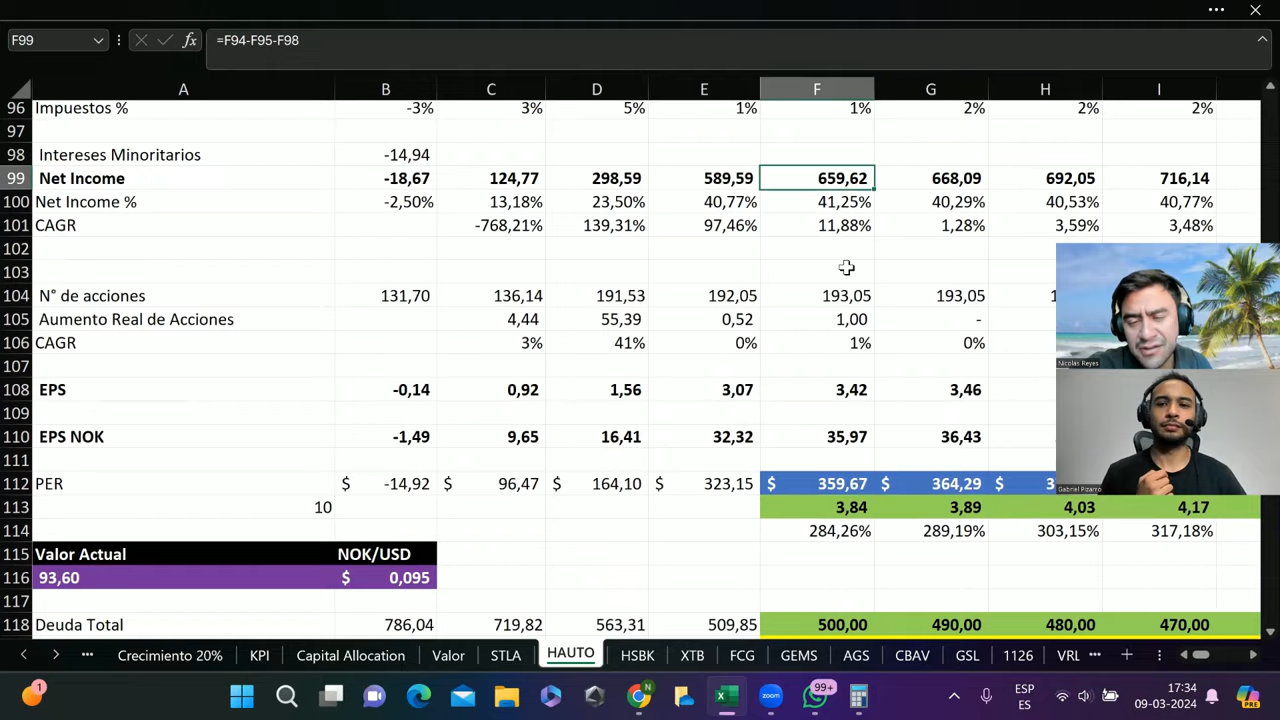 F99 =F94-F95-F98
A B C D E F G H I
96 Impuestos % -3% 3% 5% 1% 1% 2% 2% 2%
97
98 Intereses Minoritarios -14,94
99 Net Income -18,67 124,77 298,59 589,59 659,62 668,09 692,05 716,14
100 Net Income % -2,50% 13,18% 23,50% 40,77% 41,25% 40,29% 40,53% 40,77%
101 CAGR -768,21% 139,31% 97,46% 11,88% 1,28% 3,59% 3,48%
102
103
104 N° de acciones 131,70 136,14 191,53 192,05 193,05 193,05 1
105 Aumento Real de Acciones 4,44 55,39 0,52 1,00 -
106 CAGR 3% 41% 0% 1% 0%
107
108 EPS -0,14 0,92 1,56 3,07 3,42 3,46
109
110 EPS NOK -1,49 9,65 16,41 32,32 35,97 36,43
111
112 PER $ -14,92 $ 96,47 $ 164,10 $ 323,15 $ 359,67 $ 364,29 $ 3
113 10 3,84 3,89 4,03 4,17
114 284,26% 289,19% 303,15% 317,18%
115 Valor Actual NOK/USD
116 93,60 $ 0,095
117
118 Deuda Total 786,04 719,82 563,31 509,85 500,00 490,00 480,00 470,00
Nicolas Reyes
Gabriel Pizarro
Crecimiento 20% KPI Capital Allocation Valor STLA HAUTO HSBK XTB FCG GEMS AGS CBAV GSL 1126 VRL
1 zoom 99+ ESP ES 17:34 09-03-2024 PRE